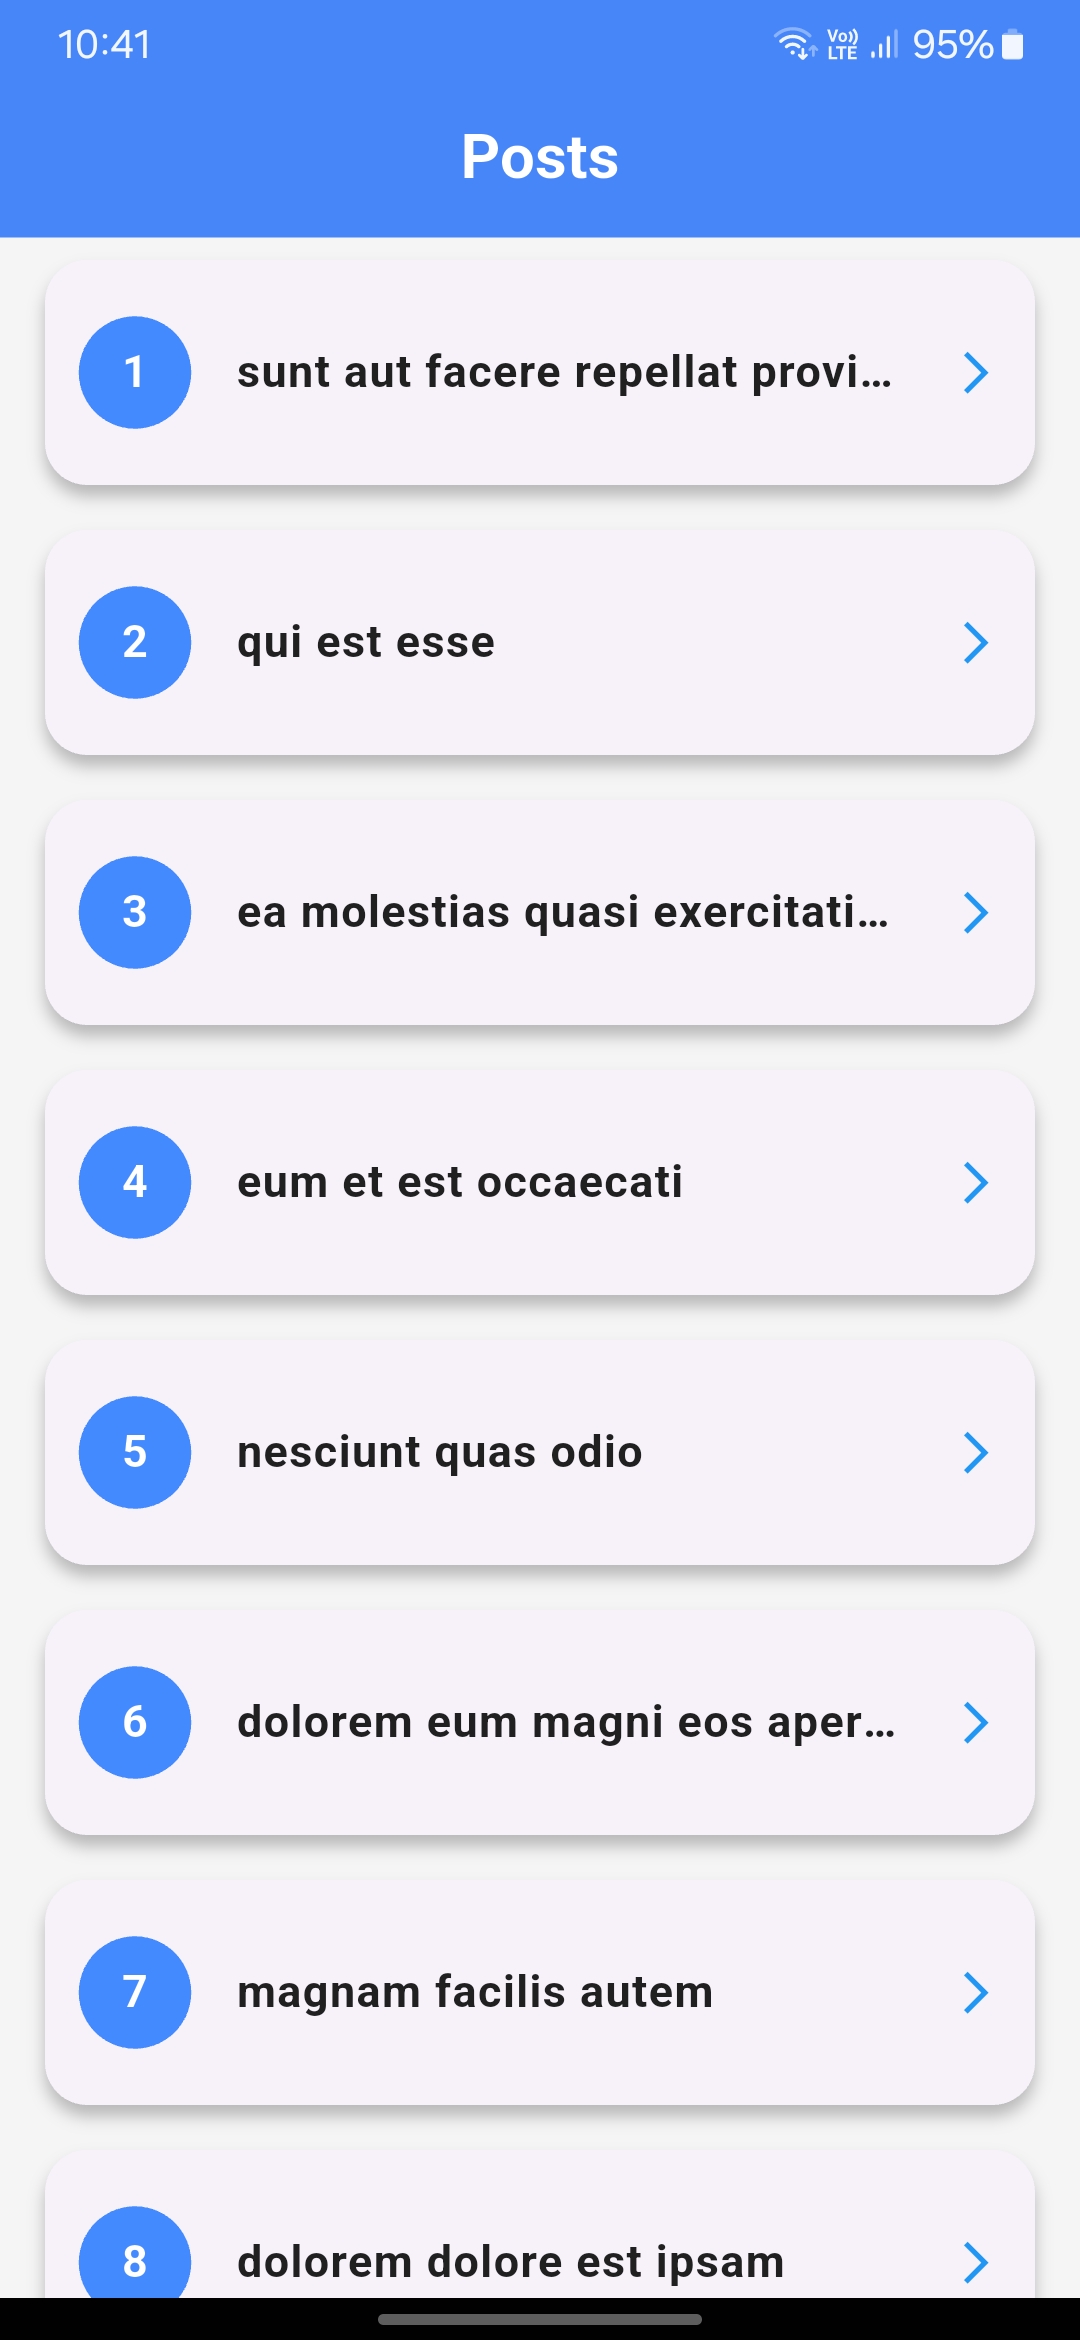 10:41 Vo)) LTE 95%
Posts
1 sunt aut facere repellat provi...
2 qui est esse
3 ea molestias quasi exercitati...
4 eum et est occaecati
5 nesciunt quas odio
6 dolorem eum magni eos aper...
7 magnam facilis autem
8 dolorem dolore est ipsam